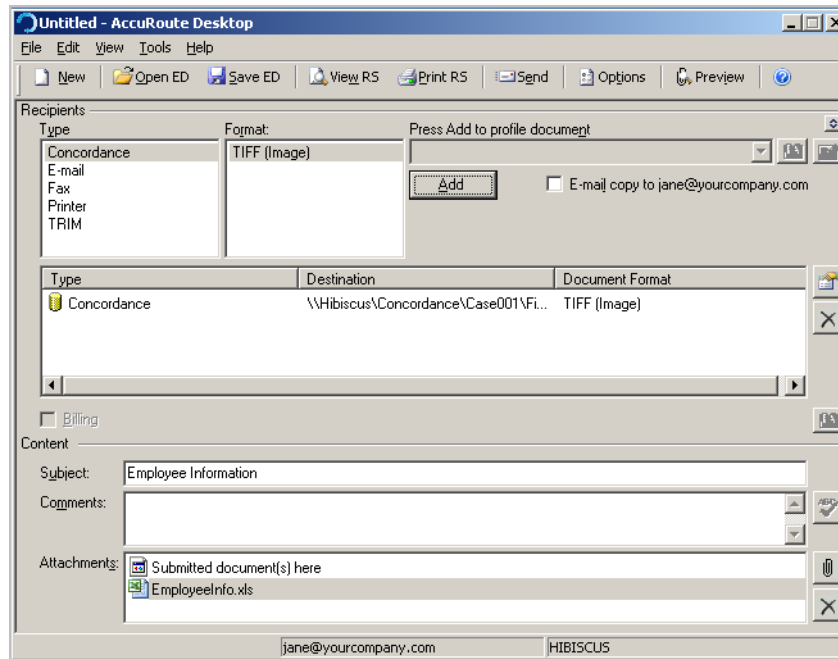 Untitled - AccuRoute Desktop
File Edit View Tools Help
New Open ED Save ED View RS Print RS Send Options Preview
Recipients
Type Format: Press Add to profile document
Concordance TIFF (Image)
E-mail
Fax
Printer
TRIM
Add E-mail copy to jane@yourcompany.com
Type Destination Document Format
Concordance \\Hibiscus\Concordance\Case001\Fi... TIFF (Image)
Billing
Content
Subject: Employee Information
Comments:
Attachments: Submitted document(s) here
EmployeeInfo.xls
jane@yourcompany.com HIBISCUS